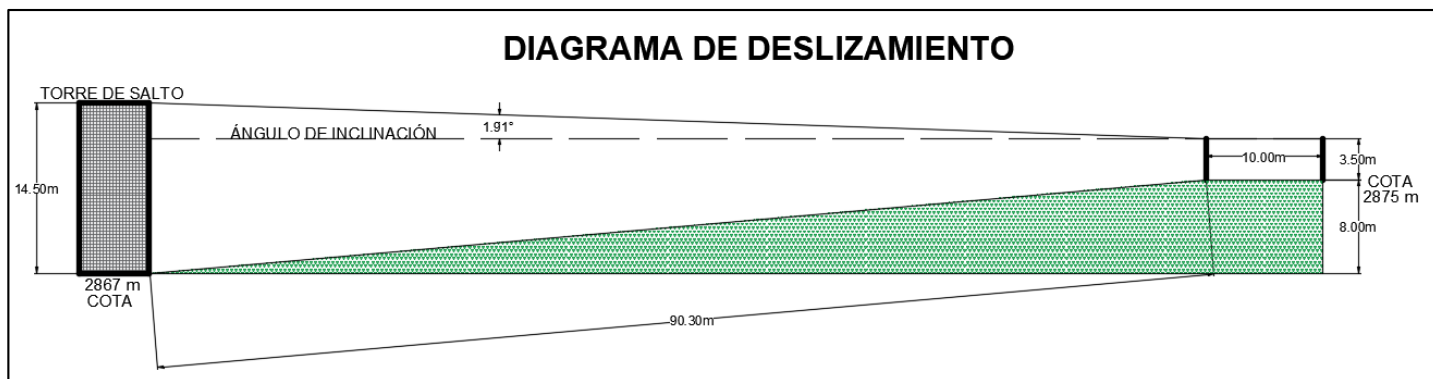 DIAGRAMA DE DESLIZAMIENTO
TORRE DE SALTO
ÁNGULO DE INCLINACIÓN
1.91°
14.50m
10.00m
3.50m
COTA
2875 m
8.00m
2867 m
COTA
90.30m